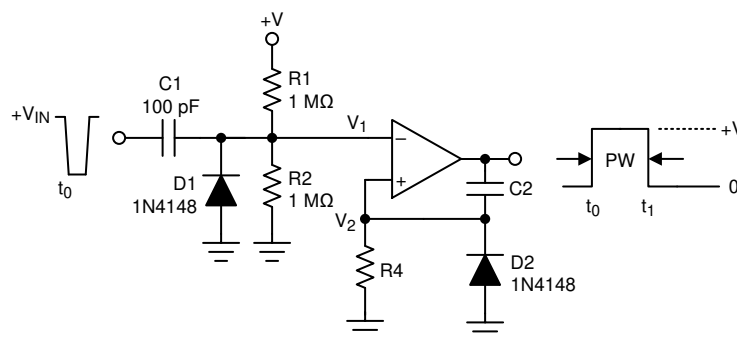 +V
C1
100 pF
R1
1 MΩ
+VIN
t0
V1
−
+
D1
1N4148
R2
1 MΩ
V2
R4
C2
D2
1N4148
PW
+V
0
t0
t1